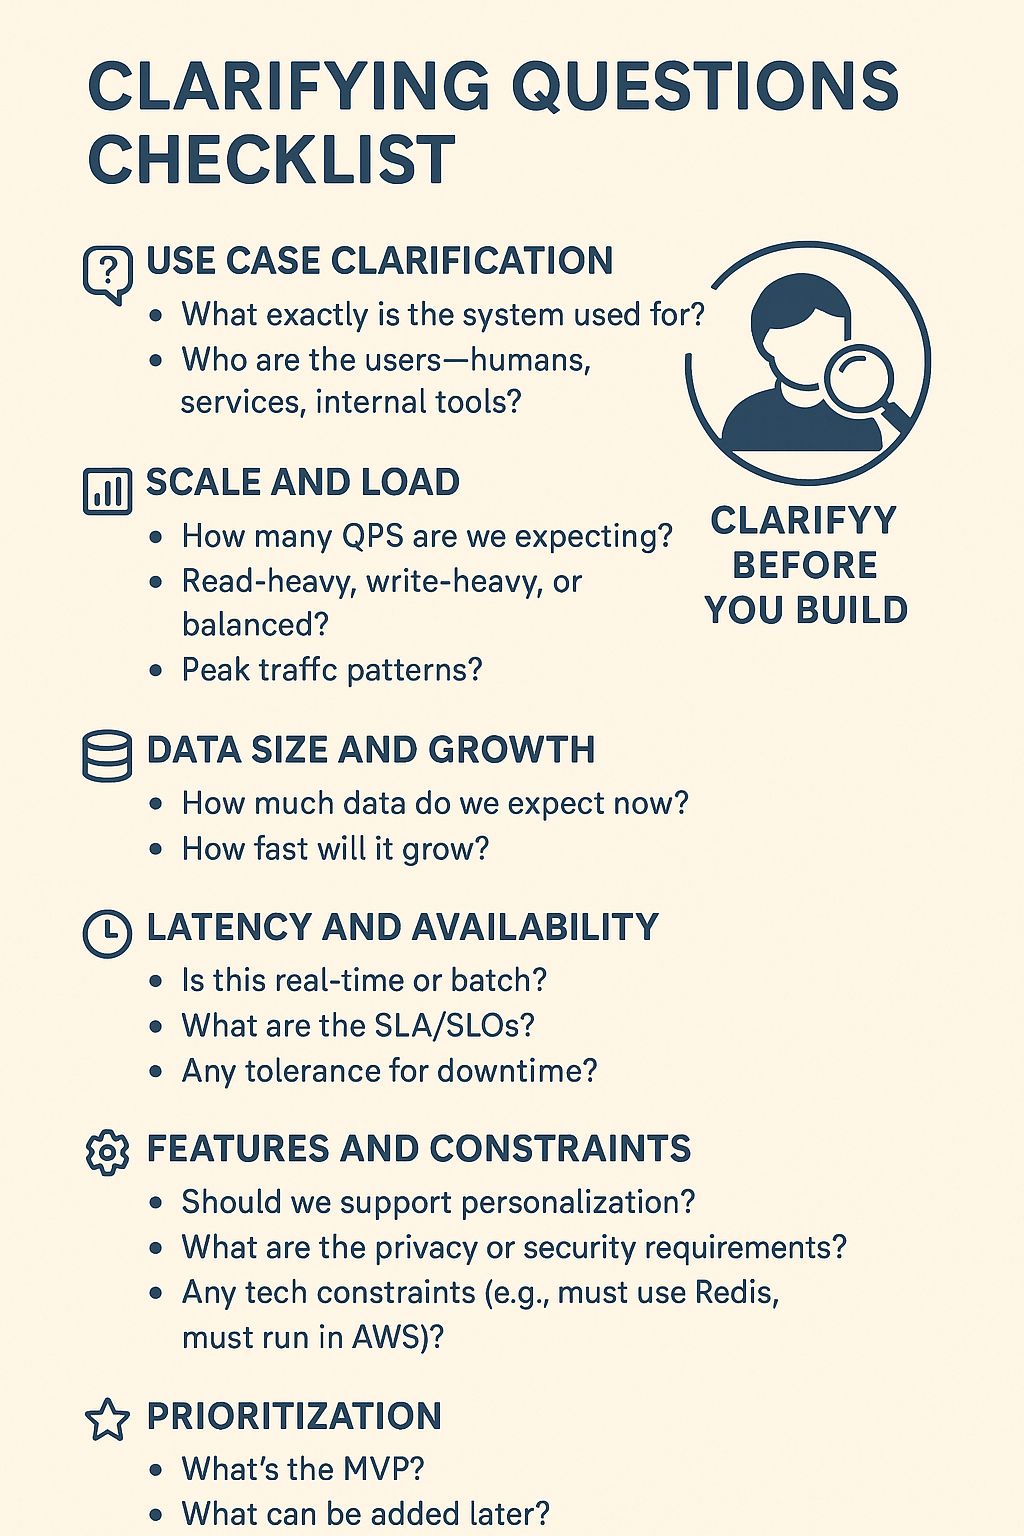 CLARIFYING QUESTIONS
CHECKLIST
USE CASE CLARIFICATION
• What exactly is the system used for?
• Who are the users—humans,
services, internal tools?
SCALE AND LOAD
• How many QPS are we expecting?
• Read-heavy, write-heavy, or
balanced?
• Peak traffc patterns?
CLARIFYY
BEFORE
YOU BUILD
DATA SIZE AND GROWTH
• How much data do we expect now?
• How fast will it grow?
LATENCY AND AVAILABILITY
• Is this real-time or batch?
• What are the SLA/SLOs?
• Any tolerance for downtime?
FEATURES AND CONSTRAINTS
• Should we support personalization?
• What are the privacy or security requirements?
• Any tech constraints (e.g., must use Redis,
must run in AWS)?
PRIORITIZATION
• What's the MVP?
• What can be added later?